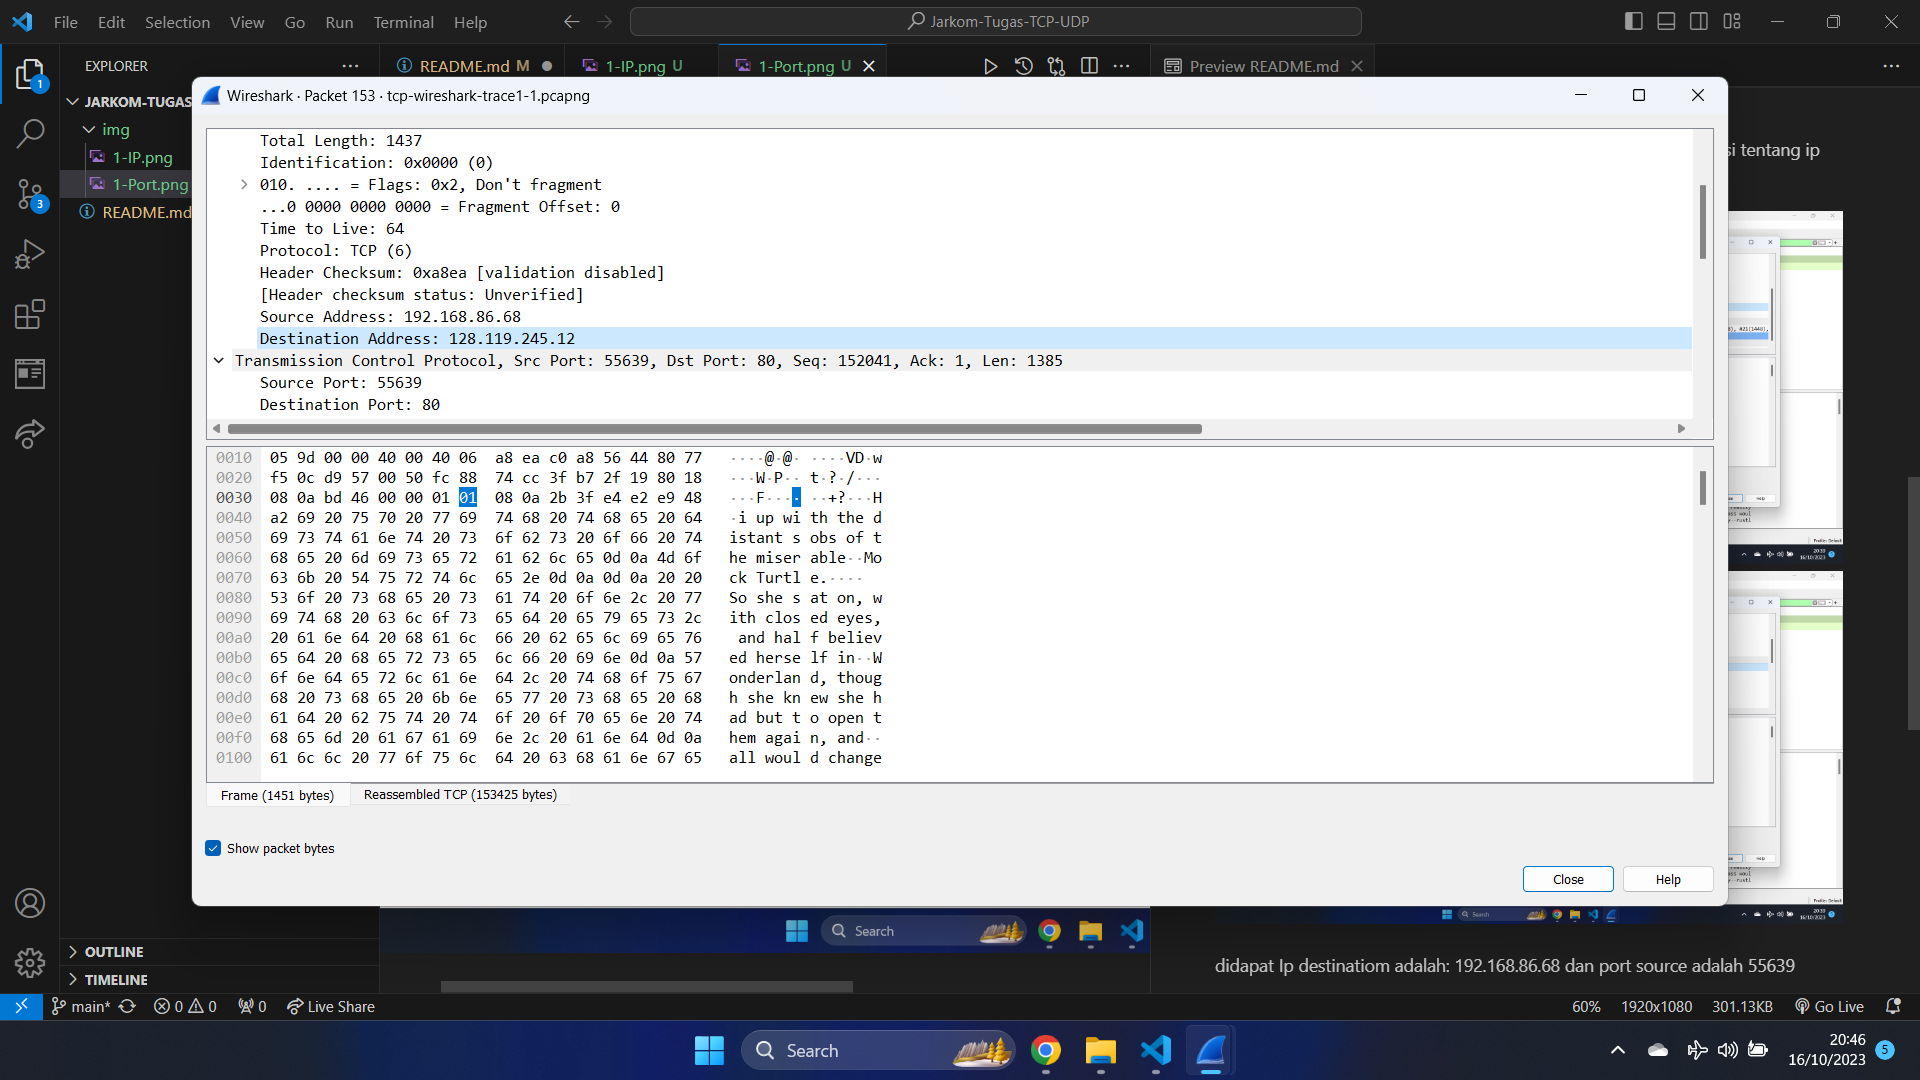 File Edit Selection View Go Run Terminal Help
Jarkom-Tugas-TCP-UDP
EXPLORER
README.md M
1-IP.png U
1-Port.png U
Preview README.md
1
JARKOM-TUGAS
img
1-IP.png
1-Port.png
README.md
3
Wireshark · Packet 153 · tcp-wireshark-trace1-1.pcapng
si tentang ip
Total Length: 1437
Identification: 0x0000 (0)
010. .... = Flags: 0x2, Don't fragment
...0 0000 0000 0000 = Fragment Offset: 0
Time to Live: 64
Protocol: TCP (6)
Header Checksum: 0xa8ea [validation disabled]
[Header checksum status: Unverified]
Source Address: 192.168.86.68
Destination Address: 128.119.245.12
Transmission Control Protocol, Src Port: 55639, Dst Port: 80, Seq: 152041, Ack: 1, Len: 1385
Source Port: 55639
Destination Port: 80
0010 05 9d 00 00 40 00 40 06 a8 ea c0 a8 56 44 80 77 ····@·@· ····VD·w
0020 f5 0c d9 57 00 50 fc 88 74 cc 3f b7 2f 19 80 18 ···W·P·· t·?·/···
0030 08 0a bd 46 00 00 01 01 08 0a 2b 3f e4 e2 e9 48 ···F···· ··+?···H
0040 a2 69 20 75 70 20 77 69 74 68 20 74 68 65 20 64 ·i up wi th the d
0050 69 73 74 61 6e 74 20 73 6f 62 73 20 6f 66 20 74 istant s obs of t
0060 68 65 20 6d 69 73 65 72 61 62 6c 65 0d 0a 4d 6f he miser able··Mo
0070 63 6b 20 54 75 72 74 6c 65 2e 0d 0a 0d 0a 20 20 ck Turtl e.····
0080 53 6f 20 73 68 65 20 73 61 74 20 6f 6e 2c 20 77 So she s at on, w
0090 69 74 68 20 63 6c 6f 73 65 64 20 65 79 65 73 2c ith clos ed eyes,
00a0 20 61 6e 64 20 68 61 6c 66 20 62 65 6c 69 65 76 and hal f believ
00b0 65 64 20 68 65 72 73 65 6c 66 20 69 6e 0d 0a 57 ed herse lf in··W
00c0 6f 6e 64 65 72 6c 61 6e 64 2c 20 74 68 6f 75 67 onderlan d, thoug
00d0 68 20 73 68 65 20 6b 6e 65 77 20 73 68 65 20 68 h she kn ew she h
00e0 61 64 20 62 75 74 20 74 6f 20 6f 70 65 6e 20 74 ad but t o open t
00f0 68 65 6d 20 61 67 61 69 6e 2c 20 61 6e 64 0d 0a hem agai n, and··
0100 61 6c 6c 20 77 6f 75 6c 64 20 63 68 61 6e 67 65 all woul d change
Frame (1451 bytes) Reassembled TCP (153425 bytes)
Show packet bytes
Close Help
Search
OUTLINE
TIMELINE
didapat Ip destinatiom adalah: 192.168.86.68 dan port source adalah 55639
main* 0 0 0 Live Share
60% 1920x1080 301.13KB Go Live
Search
20:46
16/10/2023
5